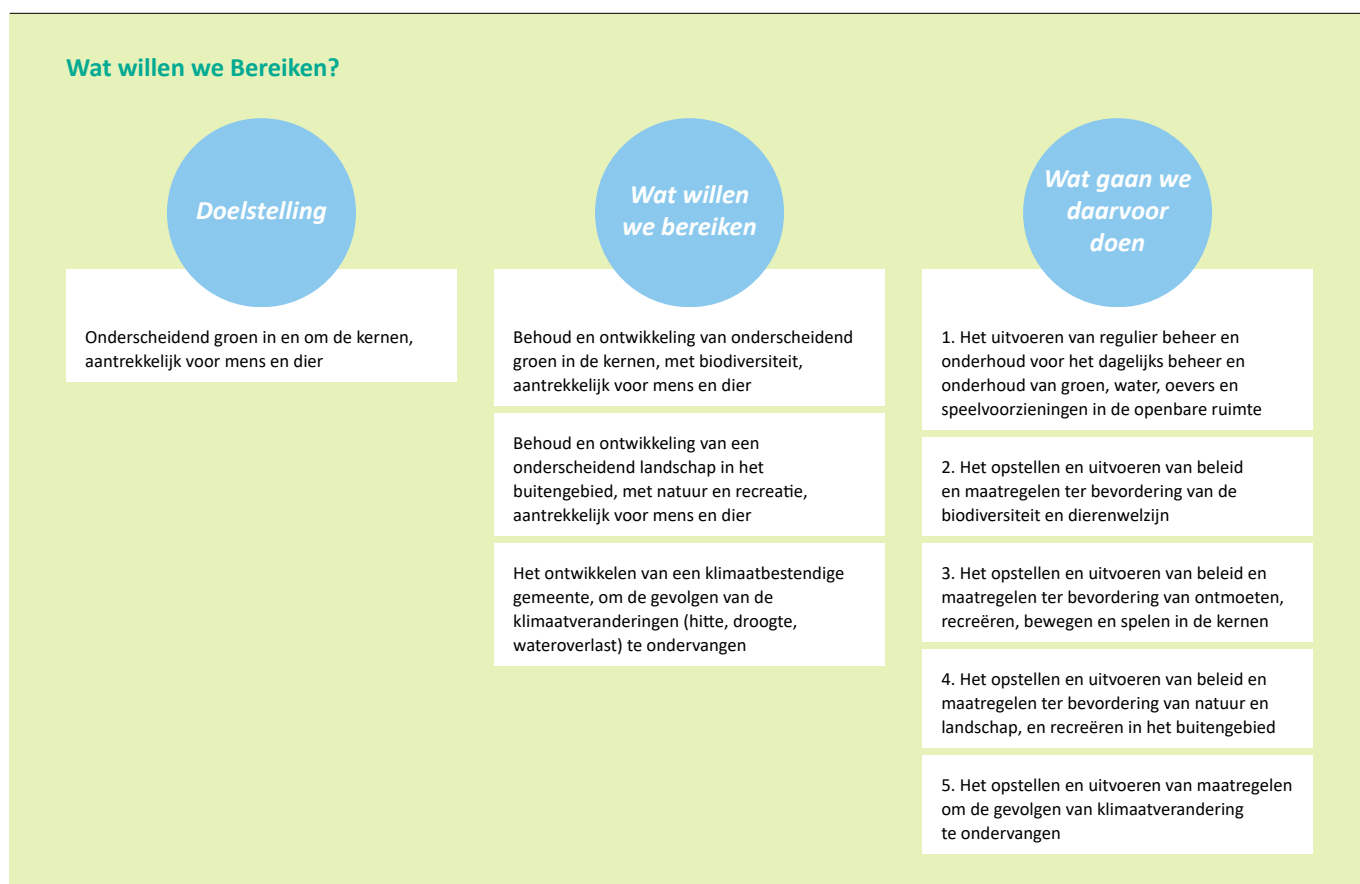 Wat willen we Bereiken?
Doelstelling
Onderscheidend groen in en om de kernen,
aantrekkelijk voor mens en dier
Wat willen
we bereiken
Behoud en ontwikkeling van onderscheidend
groen in de kernen, met biodiversiteit,
aantrekkelijk voor mens en dier
Behoud en ontwikkeling van een
onderscheidend landschap in het
buitengebied, met natuur en recreatie,
aantrekkelijk voor mens en dier
Het ontwikkelen van een klimaatbestendige
gemeente, om de gevolgen van de
klimaatveranderingen (hitte, droogte,
wateroverlast) te ondervangen
Wat gaan we
daarvoor
doen
1. Het uitvoeren van regulier beheer en
onderhoud voor het dagelijks beheer en
onderhoud van groen, water, oevers en
speelvoorzieningen in de openbare ruimte
2. Het opstellen en uitvoeren van beleid
en maatregelen ter bevordering van de
biodiversiteit en dierenwelzijn
3. Het opstellen en uitvoeren van beleid en
maatregelen ter bevordering van ontmoeten,
recreëren, bewegen en spelen in de kernen
4. Het opstellen en uitvoeren van beleid en
maatregelen ter bevordering van natuur en
landschap, en recreëren in het buitengebied
5. Het opstellen en uitvoeren van maatregelen
om de gevolgen van klimaatverandering
te ondervangen